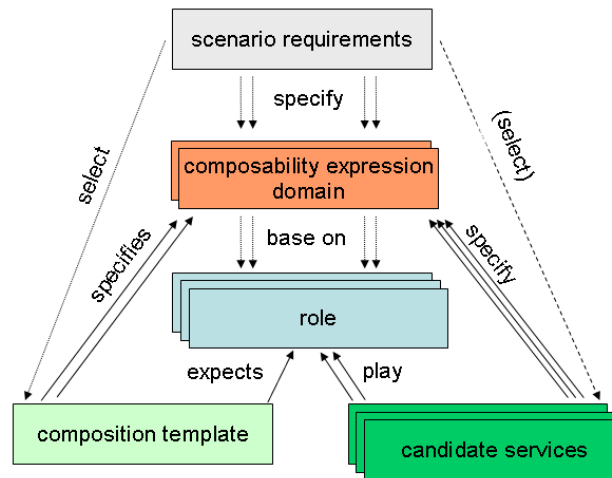 scenario requirements
specify
select
(select)
composability expression
domain
specifies
base on
specify
role
expects
play
composition template
candidate services